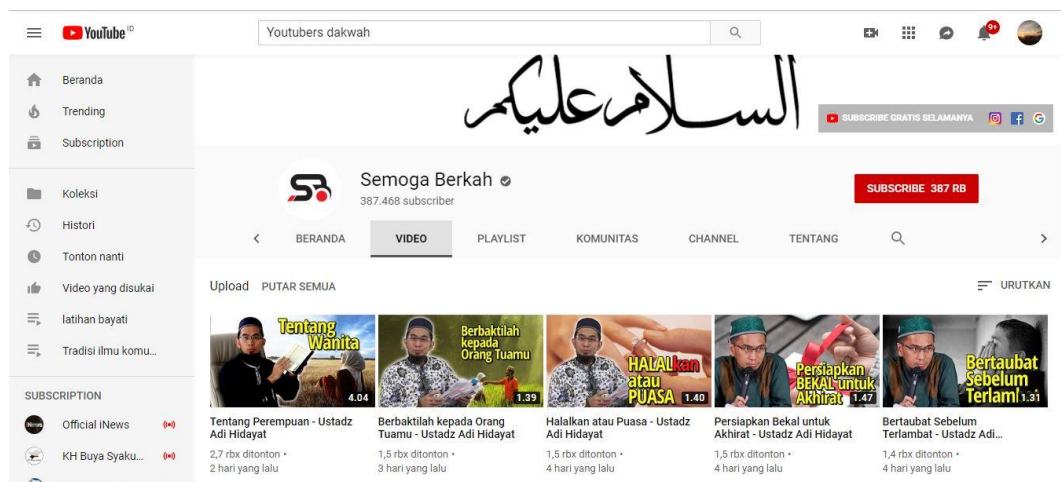 YouTube ID
Youtubers dakwah
9+
Beranda
Trending
Subscription
Koleksi
Histori
Tonton nanti
Video yang disukai
latihan bayati
Tradisi ilmu komu...
SUBSCRIPTION
Official iNews
KH Buya Syaku...
السلام عليكم
SUBSCRIBE GRATIS SELAMANYA
SB
Semoga Berkah
387.468 subscriber
SUBSCRIBE 387 RB
BERANDA VIDEO PLAYLIST KOMUNITAS CHANNEL TENTANG
Upload PUTAR SEMUA
URUTKAN
Tentang
Wanita
4.04
Tentang Perempuan - Ustadz
Adi Hidayat
2,7 rbx ditonton •
2 hari yang lalu
Berbaktilah
kepada
Orang Tuamu
1.39
Berbaktilah kepada Orang
Tuamu - Ustadz Adi Hidayat
1,5 rbx ditonton •
3 hari yang lalu
HALALkan
atau
PUASA
1.40
Halalkan atau Puasa - Ustadz
Adi Hidayat
1,5 rbx ditonton •
4 hari yang lalu
Persiapkan
BEKAL untuk
Akhirat
1.47
Persiapkan Bekal untuk
Akhirat - Ustadz Adi Hidayat
1,5 rbx ditonton •
4 hari yang lalu
Bertaubat
Sebelum
Terlam
1.31
Bertaubat Sebelum
Terlambat - Ustadz Adi...
1,4 rbx ditonton •
4 hari yang lalu